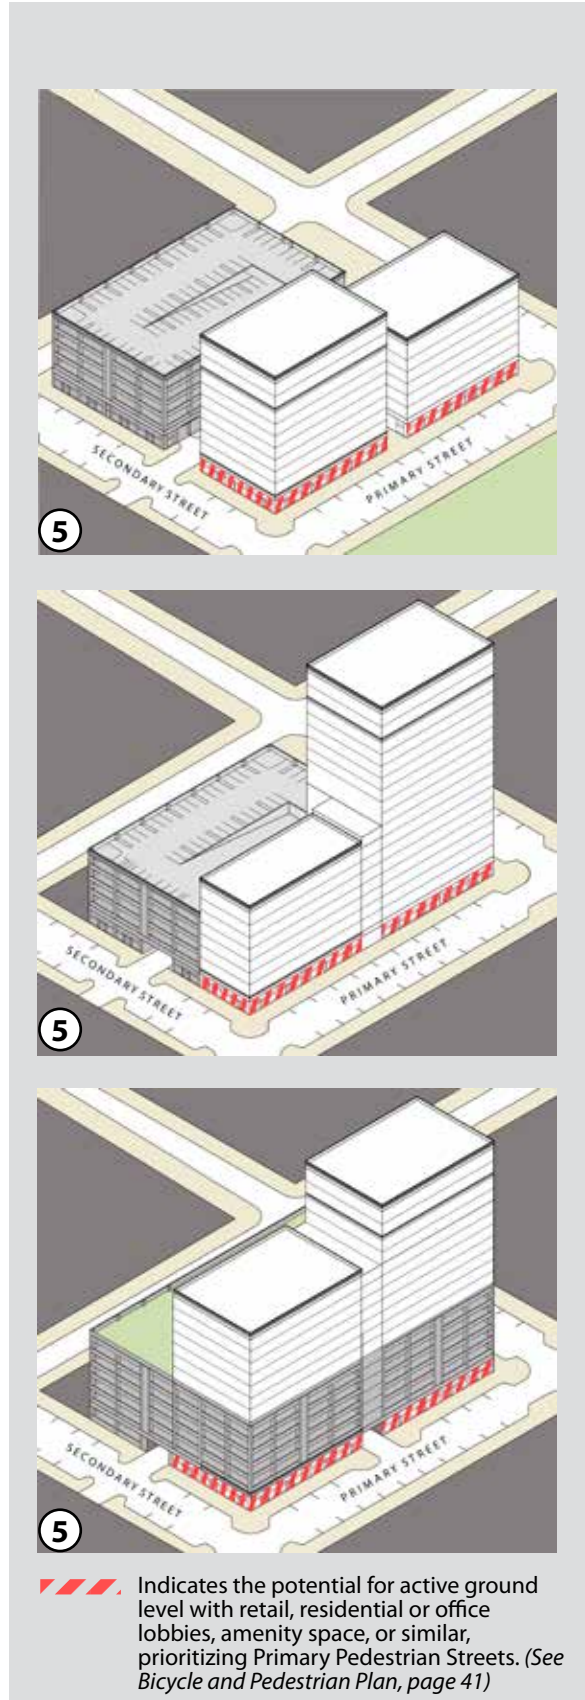 SECONDARY STREET
PRIMARY STREET
5
SECONDARY STREET
PRIMARY STREET
5
SECONDARY STREET
PRIMARY STREET
5
Indicates the potential for active ground
level with retail, residential or office
lobbies, amenity space, or similar,
prioritizing Primary Pedestrian Streets. (See
Bicycle and Pedestrian Plan, page 41)